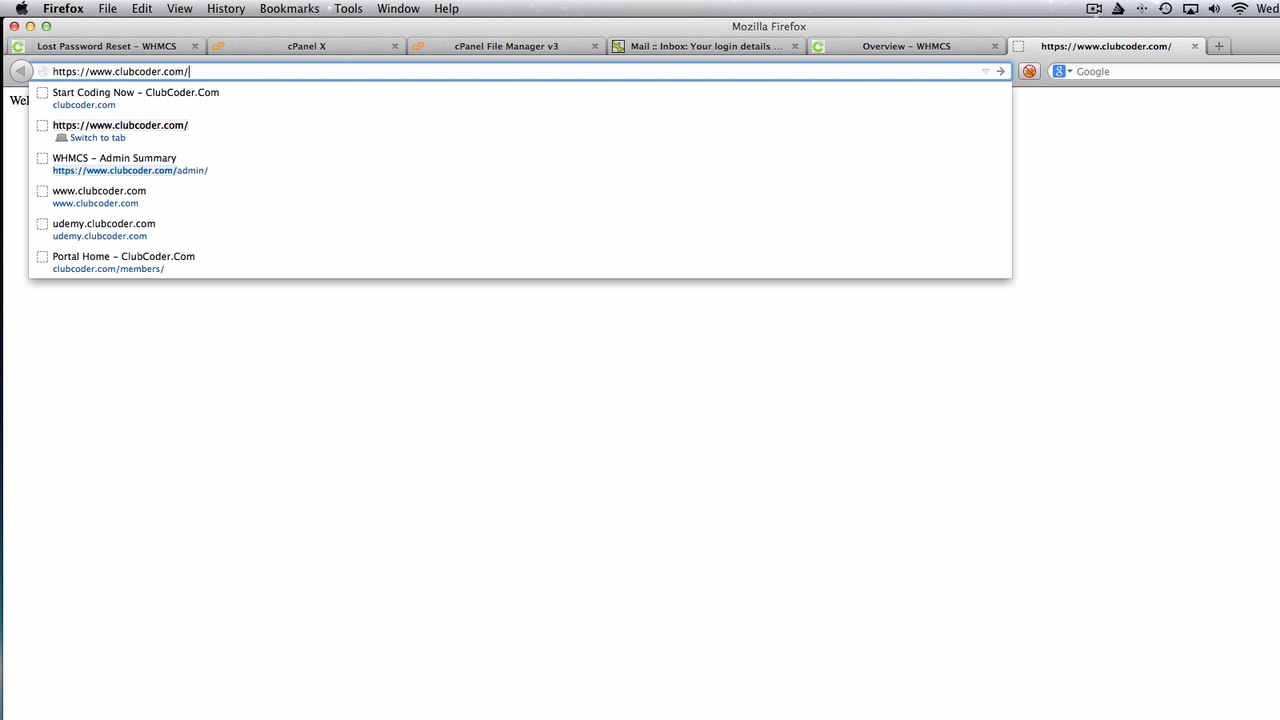 Firefox File Edit View History Bookmarks Tools Window Help Wed
Mozilla Firefox
Lost Password Reset – WHMCS cPanel X cPanel File Manager v3 Mail :: Inbox: Your login details ... Overview – WHMCS https://www.clubcoder.com/
https://www.clubcoder.com/ Google
Wel
Start Coding Now – ClubCoder.Com
clubcoder.com
https://www.clubcoder.com/
Switch to tab
WHMCS – Admin Summary
https://www.clubcoder.com/admin/
www.clubcoder.com
www.clubcoder.com
udemy.clubcoder.com
udemy.clubcoder.com
Portal Home – ClubCoder.Com
clubcoder.com/members/